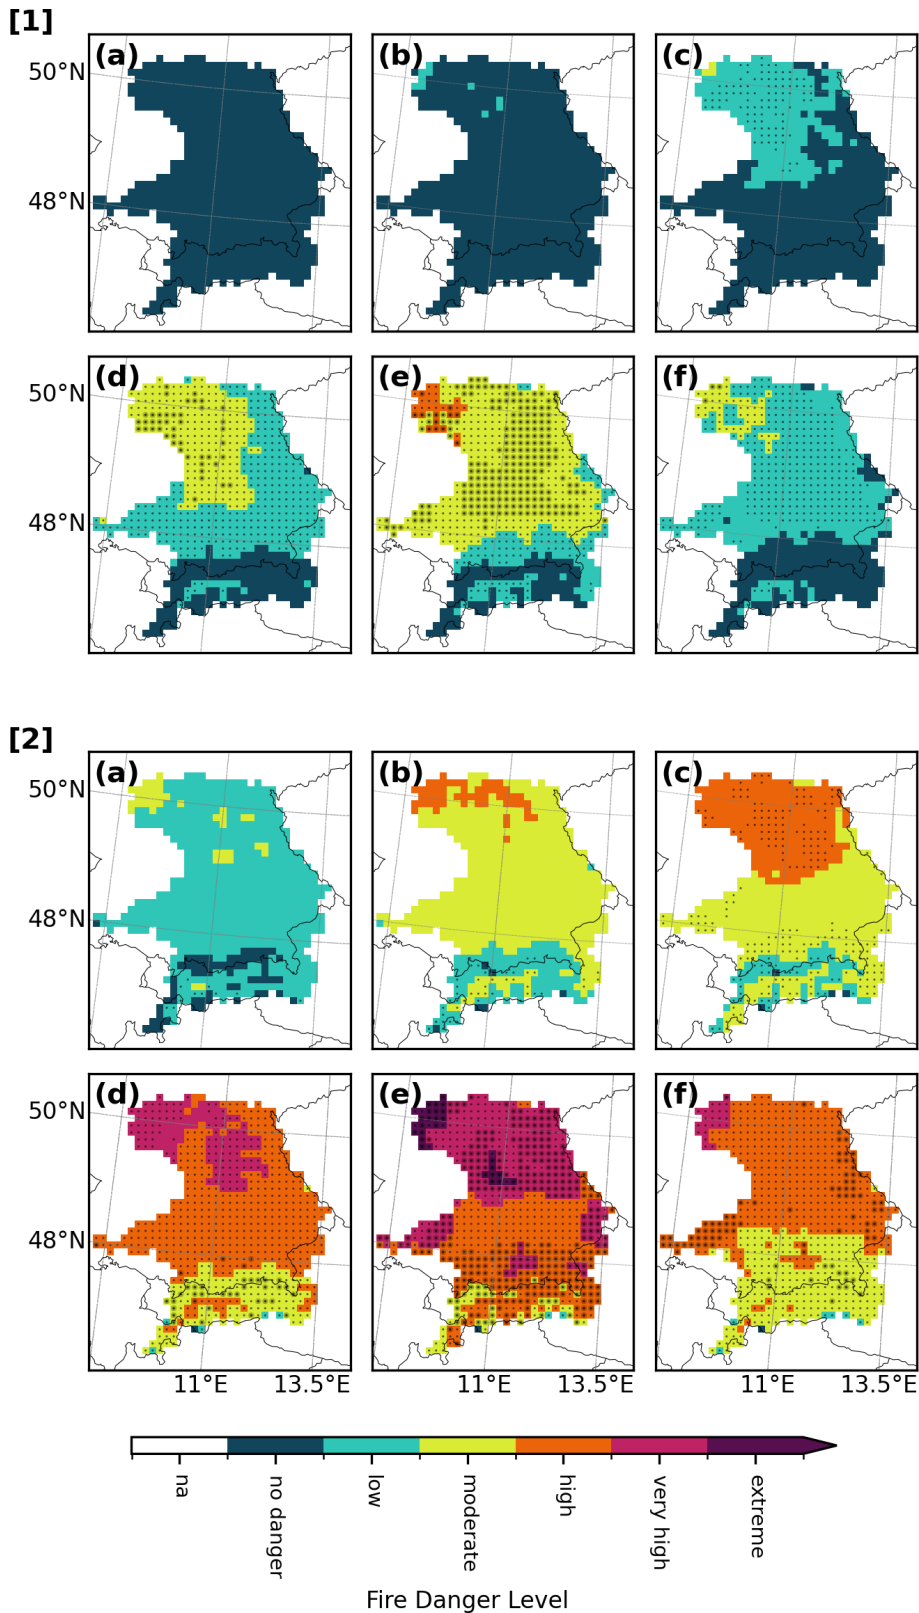 [1]
(a) (b) (c)
50°N
48°N
(d) (e) (f)
50°N
48°N
[2]
(a) (b) (c)
50°N
48°N
(d) (e) (f)
50°N
48°N
11°E 13.5°E 11°E 13.5°E 11°E 13.5°E
na
no danger
low
moderate
high
very high
extreme
Fire Danger Level